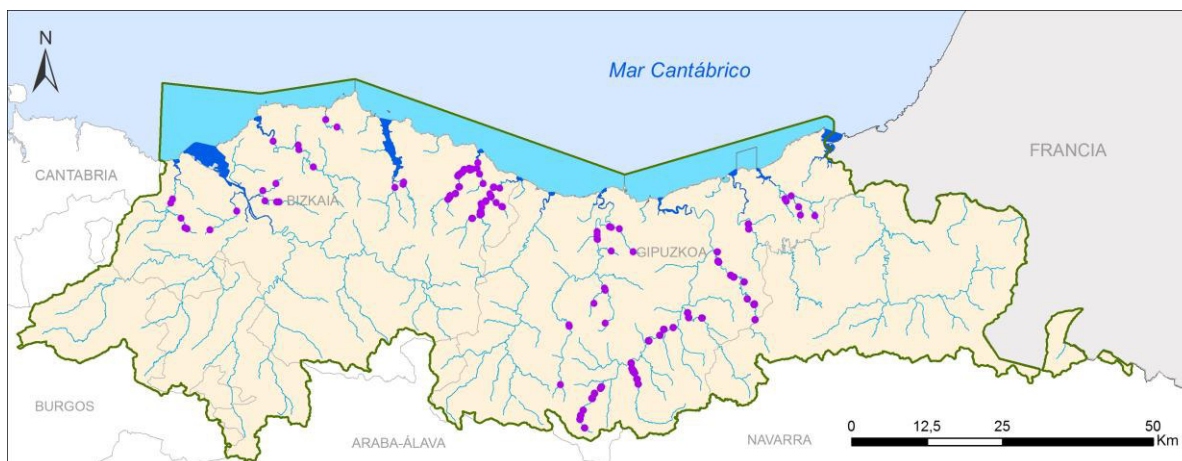 N
Mar Cantábrico
FRANCIA
CANTABRIA
BIZKAIA
GIPUZKOA
BURGOS
ARABA-ÁLAVA
NAVARRA
0 12,5 25 50
Km